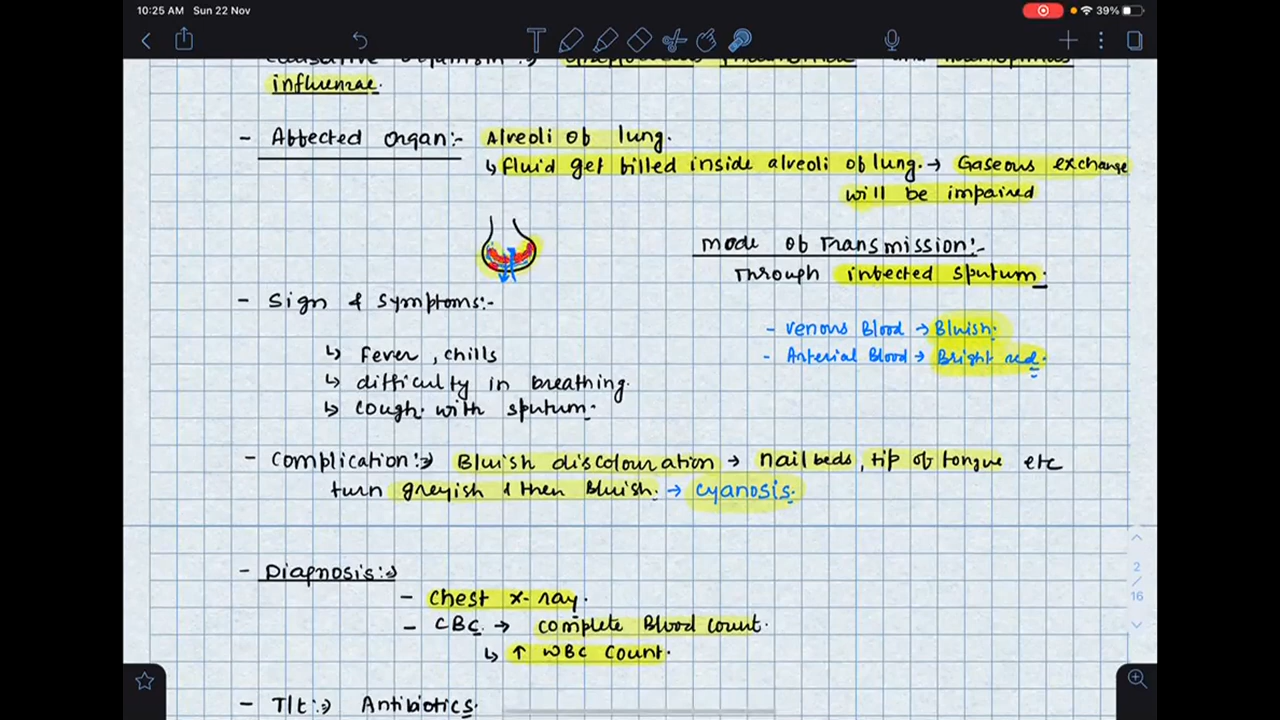 10:25 AM Sun 22 Nov
39%
influenzae.
- Affected organ:- Alveoli of lung.
↳ fluid get filled inside alveoli of lung. → Gaseous exchange
will be impaired
mode of Transmission:-
Through infected sputum.
- Sign & symptoms:-
- venous Blood → Bluish.
- Arterial Blood → Bright red.
↳ Fever, chills
↳ difficulty in breathing.
↳ cough with sputum.
- Complication:→ Bluish discolouration → nail beds, tip of tongue etc
turn greyish & then Bluish. → cyanosis.
- Diagnosis:→
- Chest x-ray.
- CBC → complete Blood count.
↳ ↑ WBC Count.
- T/t:→ Antibiotics.
2
/
16